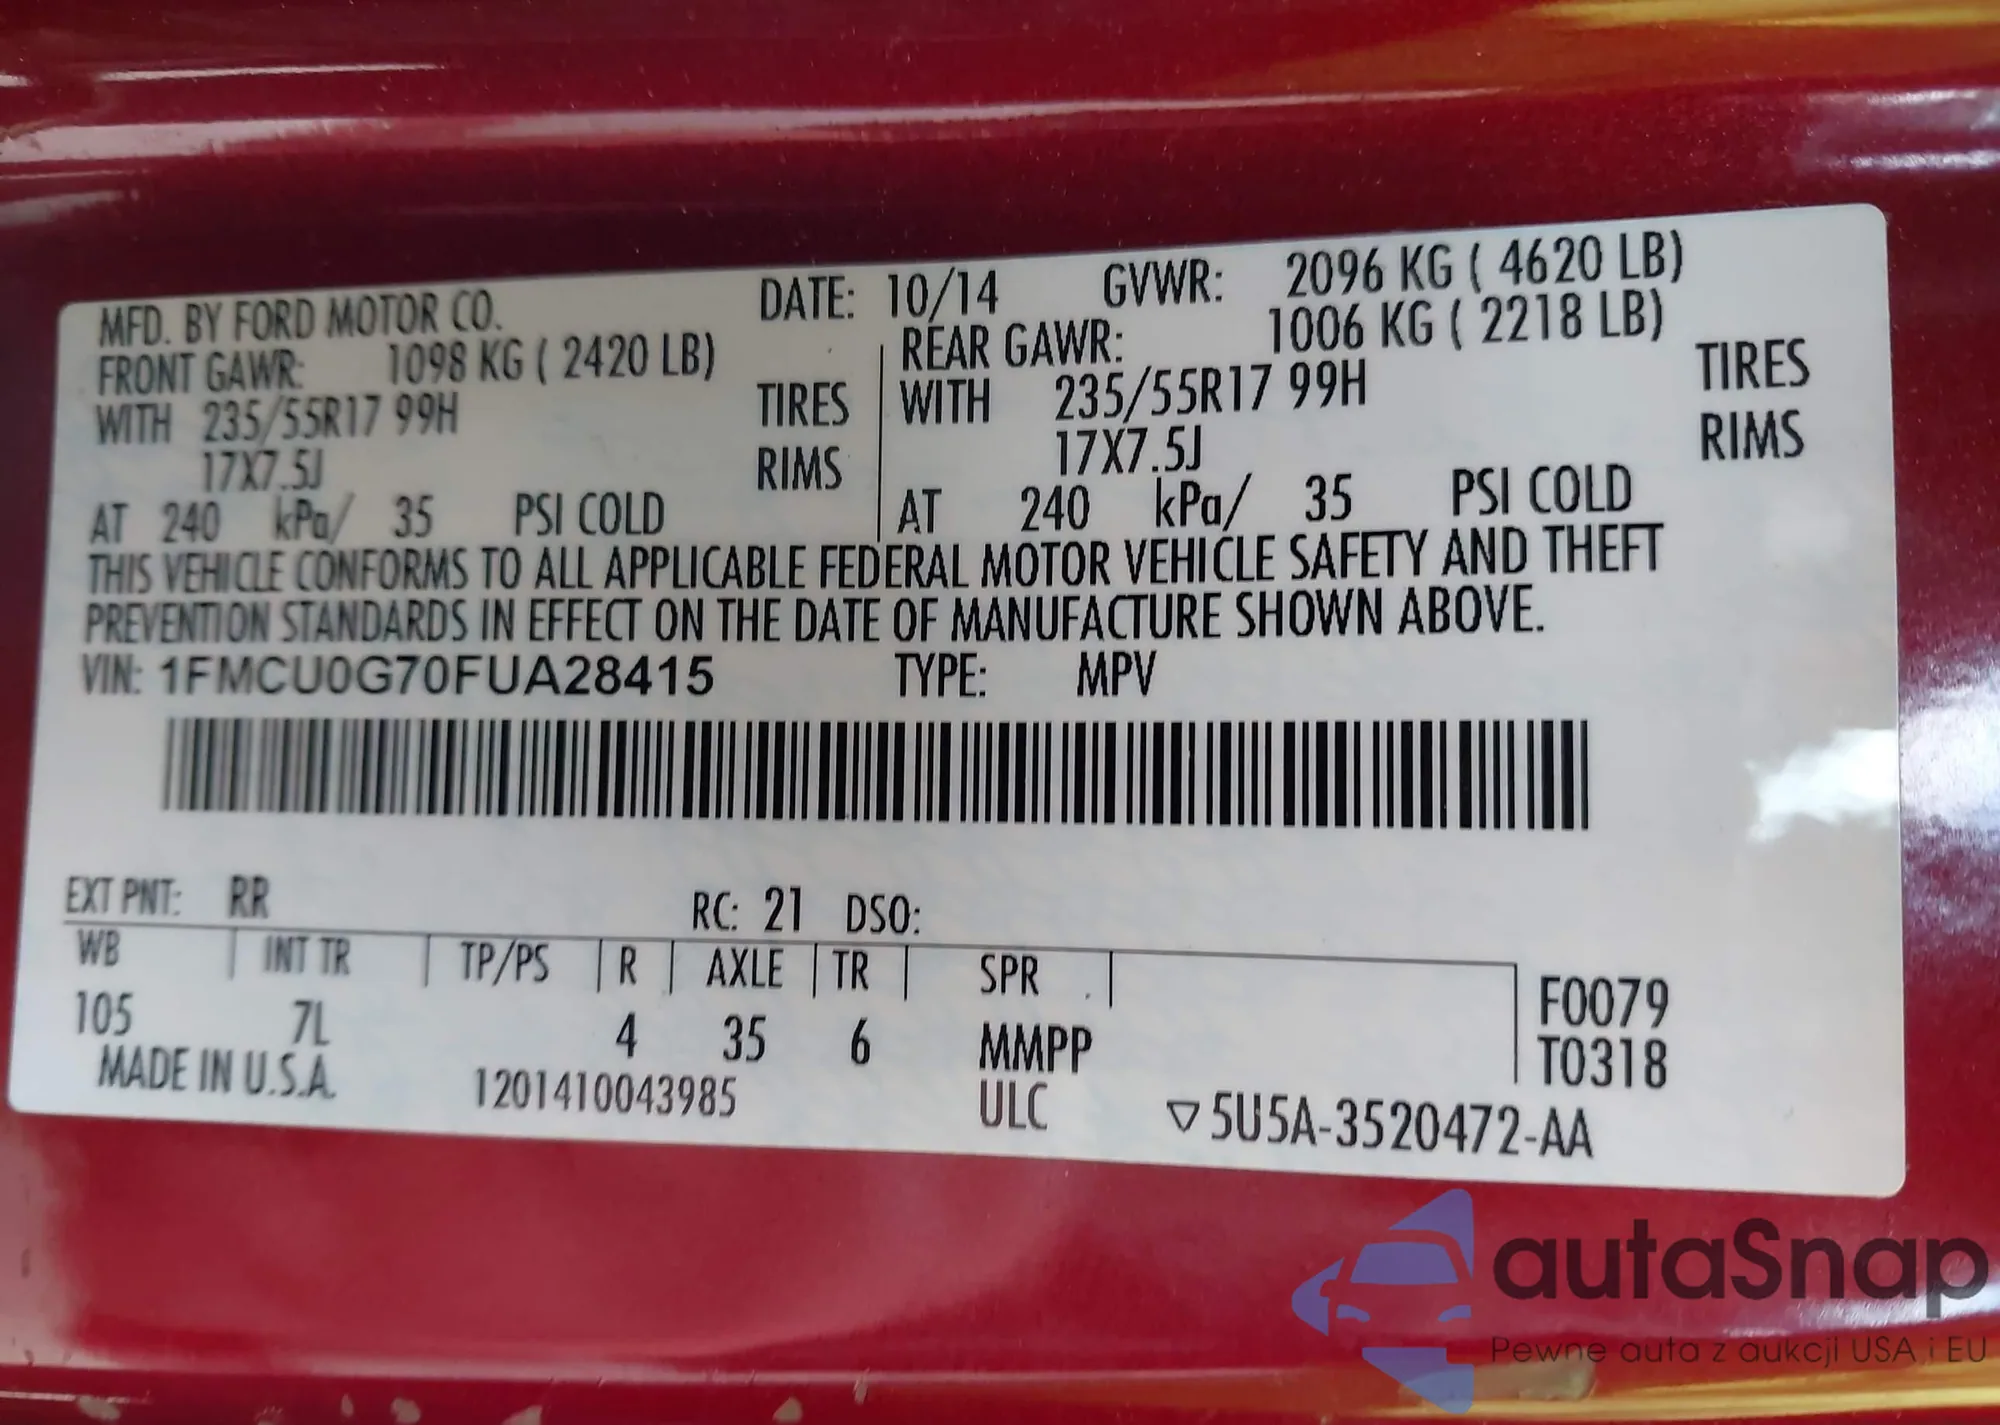 MFD. BY FORD MOTOR CO. DATE: 10/14 GVWR: 2096 KG ( 4620 LB)
FRONT GAWR: 1098 KG ( 2420 LB) REAR GAWR: 1006 KG ( 2218 LB)
WITH 235/55R17 99H TIRES WITH 235/55R17 99H TIRES
17X7.5J RIMS 17X7.5J RIMS
AT 240 kPa/ 35 PSI COLD AT 240 kPa/ 35 PSI COLD
THIS VEHICLE CONFORMS TO ALL APPLICABLE FEDERAL MOTOR VEHICLE SAFETY AND THEFT
PREVENTION STANDARDS IN EFFECT ON THE DATE OF MANUFACTURE SHOWN ABOVE.
VIN: 1FMCU0G70FUA28415 TYPE: MPV
EXT PNT: RR RC: 21 DSO:
WB INT TR TP/PS R AXLE TR SPR F0079
105 7L 4 35 6 MMPP T0318
MADE IN U.S.A. 1201410043985 ULC ▽5U5A-3520472-AA
autaSnap
Pewne auta z aukcji USA i EU